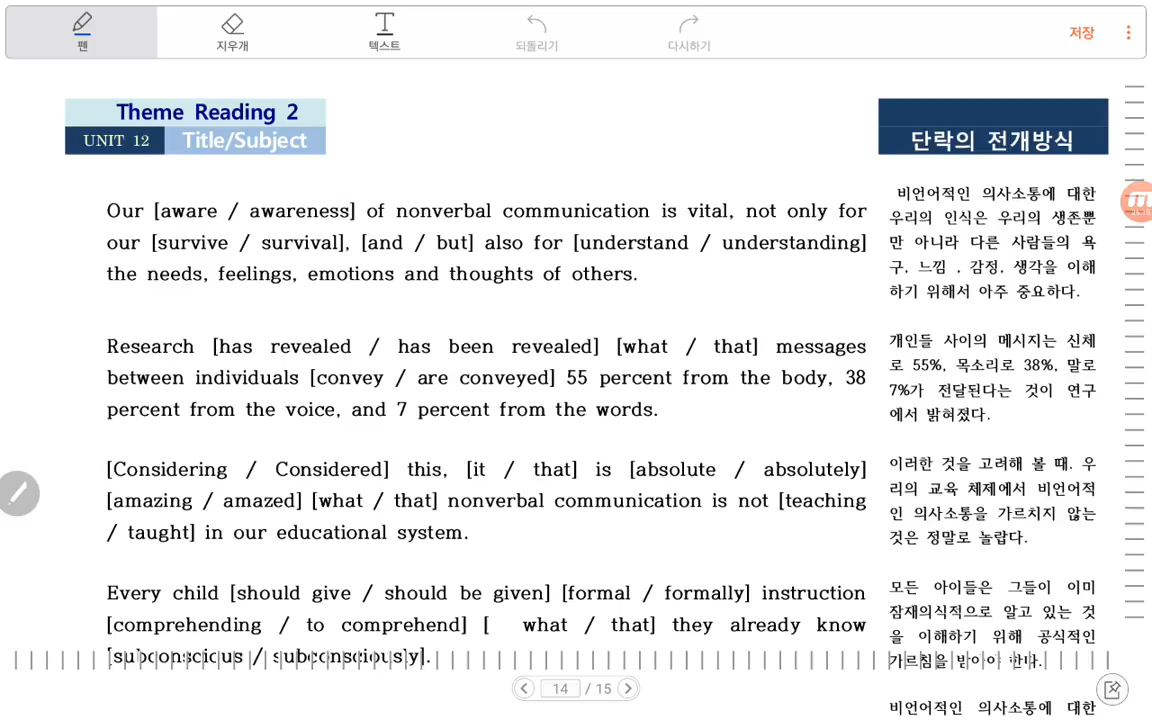 펜
지우개
텍스트
되돌리기
다시하기
저장
Theme Reading 2
UNIT 12 Title/Subject
단락의 전개방식
Our [aware / awareness] of nonverbal communication is vital, not only for
our [survive / survival], [and / but] also for [understand / understanding]
the needs, feelings, emotions and thoughts of others.
Research [has revealed / has been revealed] [what / that] messages
between individuals [convey / are conveyed] 55 percent from the body, 38
percent from the voice, and 7 percent from the words.
[Considering / Considered] this, [it / that] is [absolute / absolutely]
[amazing / amazed] [what / that] nonverbal communication is not [teaching
/ taught] in our educational system.
Every child [should give / should be given] [formal / formally] instruction
[comprehending / to comprehend] [ what / that] they already know
[subconscious / subconsciously].
비언어적인 의사소통에 대한
우리의 인식은 우리의 생존뿐
만 아니라 다른 사람들의 욕
구, 느낌 , 감정, 생각을 이해
하기 위해서 아주 중요하다.
개인들 사이의 메시지는 신체
로 55%, 목소리로 38%, 말로
7%가 전달된다는 것이 연구
에서 밝혀졌다.
이러한 것을 고려해 볼 때, 우
리의 교육 체제에서 비언어적
인 의사소통을 가르치지 않는
것은 정말로 놀랍다.
모든 아이들은 그들이 이미
잠재의식적으로 알고 있는 것
을 이해하기 위해 공식적인
가르침을 받아야 한다.
비언어적인 의사소통에 대한
14 / 15